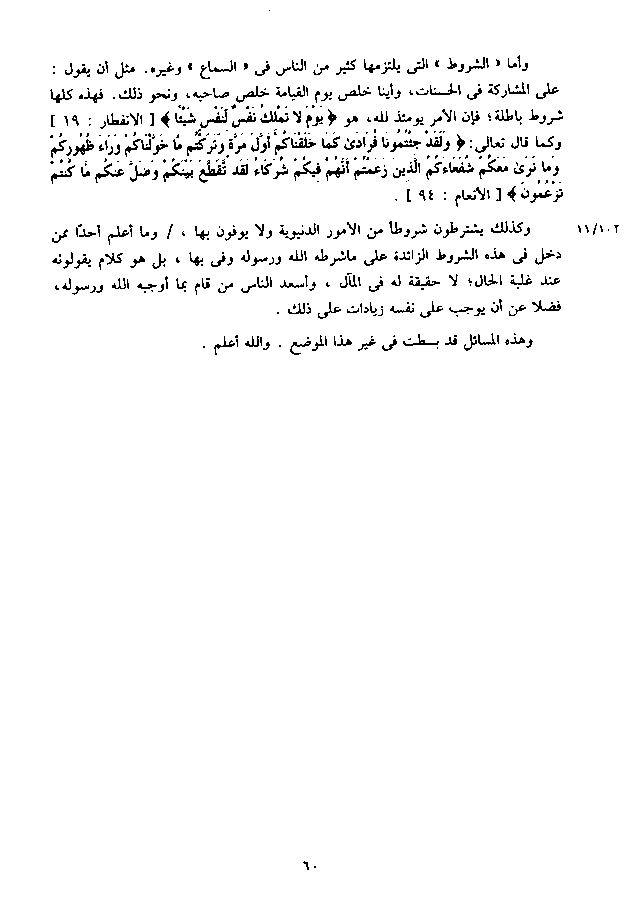 وأما « الشروط » التى يلتزمها كثير من الناس فى « السماع » وغيره. مثل أن يقول :
على المشاركة فى الحسنات، وأينا خلص يوم القيامة خلص صاحبه، ونحو ذلك. فهذه كلها
شروط باطلة؛ فإن الأمر يومئذ لله، هو ﴿ يَوْمَ لا تَمْلِكُ نَفْسٌ لِّنَفْسٍ شَيْئًا ﴾ [ الانفطار : ١٩ ]
وكما قال تعالى: ﴿ وَلَقَدْ جِئْتُمُونَا فُرَادَىٰ كَمَا خَلَقْنَاكُمْ أَوَّلَ مَرَّةٍ وَتَرَكْتُم مَّا خَوَّلْنَاكُمْ وَرَاءَ ظُهُورِكُمْ
وَمَا نَرَىٰ مَعَكُمْ شُفَعَاءَكُمُ الَّذِينَ زَعَمْتُمْ أَنَّهُمْ فِيكُمْ شُرَكَاءُ لَقَد تَّقَطَّعَ بَيْنَكُمْ وَضَلَّ عَنكُم مَّا كُنتُمْ
تَزْعُمُونَ ﴾ [ الأنعام : ٩٤ ] .
١١/١٠٢ وكذلك يشترطون شروطاً من الأمور الدنيوية ولا يوفون بها ، / وما أعلم أحدًا ممن
دخل فى هذه الشروط الزائدة على ماشرطه الله ورسوله وفى بها ، بل هو كلام يقولونه
عند غلبة الحال؛ لا حقيقة له فى المآل ، وأسعد الناس من قام بما أوجبه الله ورسوله،
فضلا عن أن يوجب على نفسه زيادات على ذلك .
وهذه المسائل قد بسطت فى غير هذا الموضع . والله أعلم .
٦٠